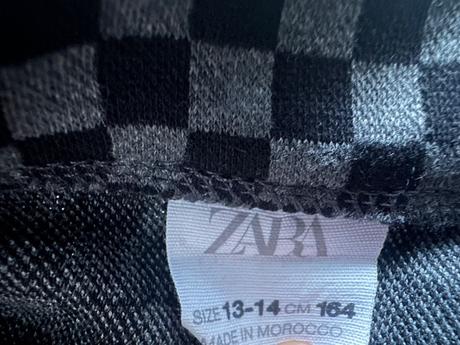 ZARA
SIZE 13-14 CM 164
MADE IN MOROCCO